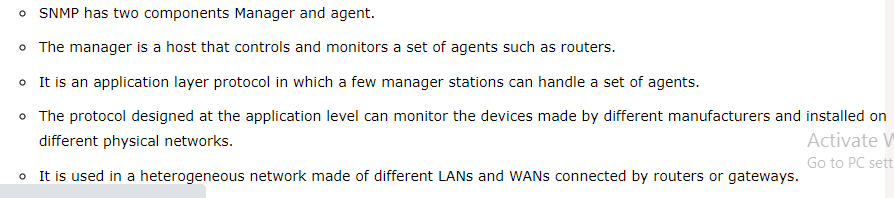 SNMP has two components Manager and agent.
The manager is a host that controls and monitors a set of agents such as routers.
It is an application layer protocol in which a few manager stations can handle a set of agents.
The protocol designed at the application level can monitor the devices made by different manufacturers and installed on
different physical networks.
Activate
Go to PC sett
It is used in a heterogeneous network made of different LANs and WANs connected by routers or gateways.